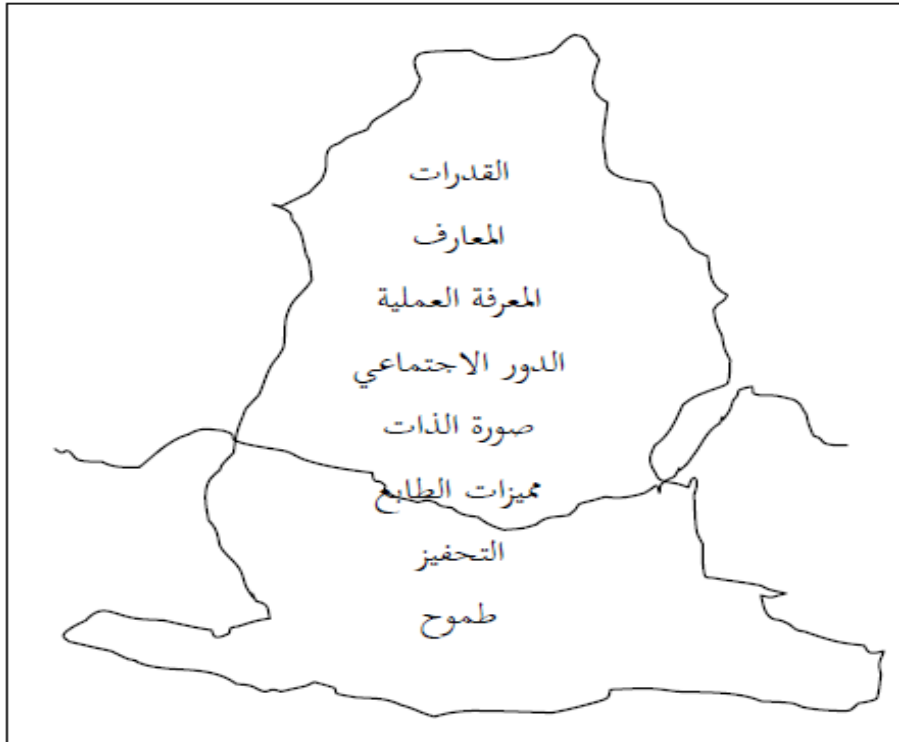 القدرات
المعارف
المعرفة العملية
الدور الاجتماعي
صورة الذات
مميزات الطابع
التحفيز
طموح